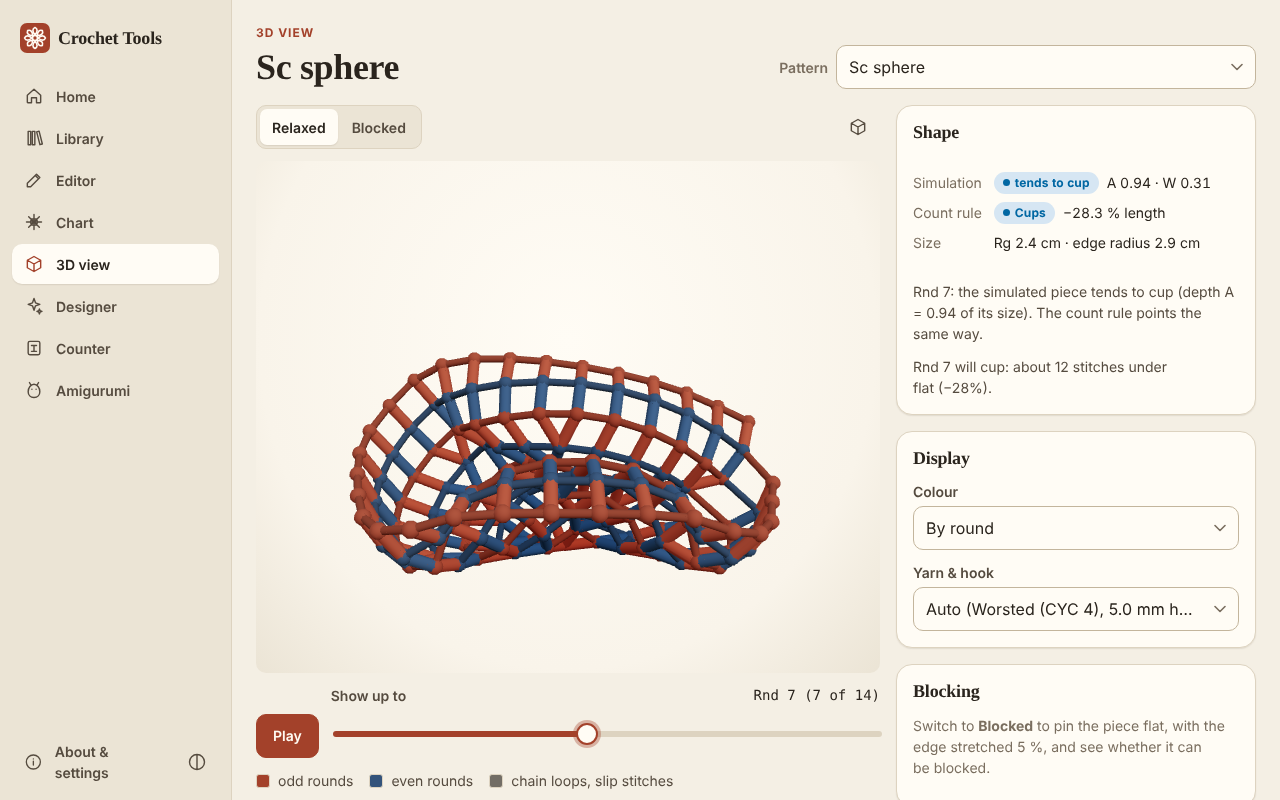 Crochet Tools
Home
Library
Editor
Chart
3D view
Designer
Counter
Amigurumi
About &
settings
3D VIEW
Sc sphere
Pattern
Sc sphere
Relaxed
Blocked
Show up to
Rnd 7 (7 of 14)
Play
odd rounds
even rounds
chain loops, slip stitches
Shape
Simulation
tends to cup
A 0.94 · W 0.31
Count rule
Cups
−28.3 % length
Size
Rg 2.4 cm · edge radius 2.9 cm
Rnd 7: the simulated piece tends to cup (depth A
= 0.94 of its size). The count rule points the
same way.
Rnd 7 will cup: about 12 stitches under
flat (−28%).
Display
Colour
By round
Yarn & hook
Auto (Worsted (CYC 4), 5.0 mm h...
Blocking
Switch to Blocked to pin the piece flat, with the
edge stretched 5 %, and see whether it can
be blocked.